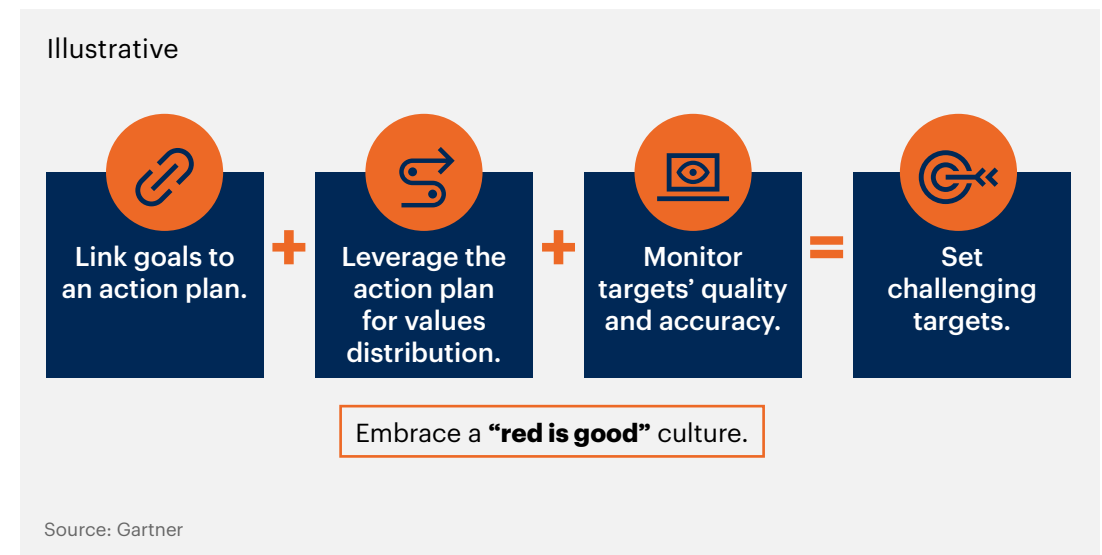 Illustrative
Link goals to
an action plan.
+
Leverage the
action plan
for values
distribution.
+
Monitor
targets’ quality
and accuracy.
=
Set
challenging
targets.
Embrace a “red is good” culture.
Source: Gartner